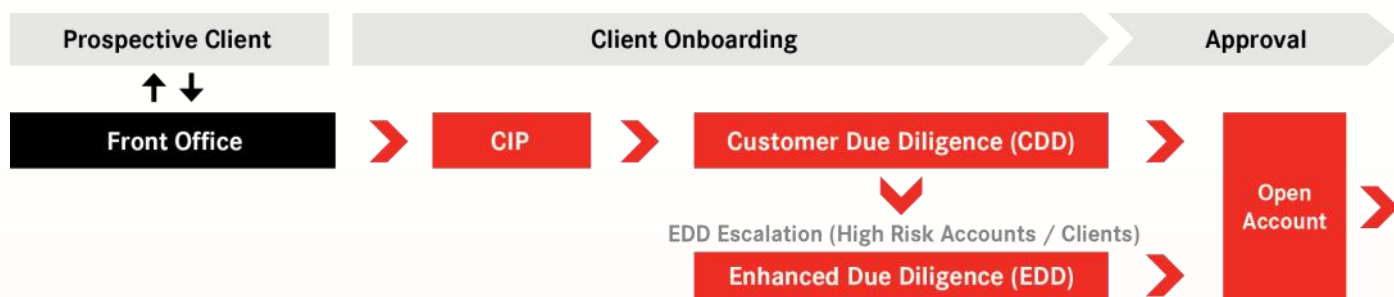 Prospective Client
Client Onboarding
Approval
Front Office
CIP
Customer Due Diligence (CDD)
EDD Escalation (High Risk Accounts / Clients)
Enhanced Due Diligence (EDD)
Open
Account